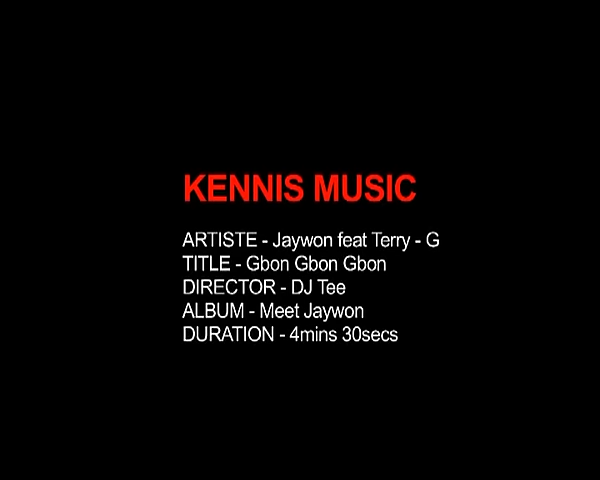 KENNIS MUSIC
ARTISTE - Jaywon feat Terry - G
TITLE - Gbon Gbon Gbon
DIRECTOR - DJ Tee
ALBUM - Meet Jaywon
DURATION - 4mins 30secs